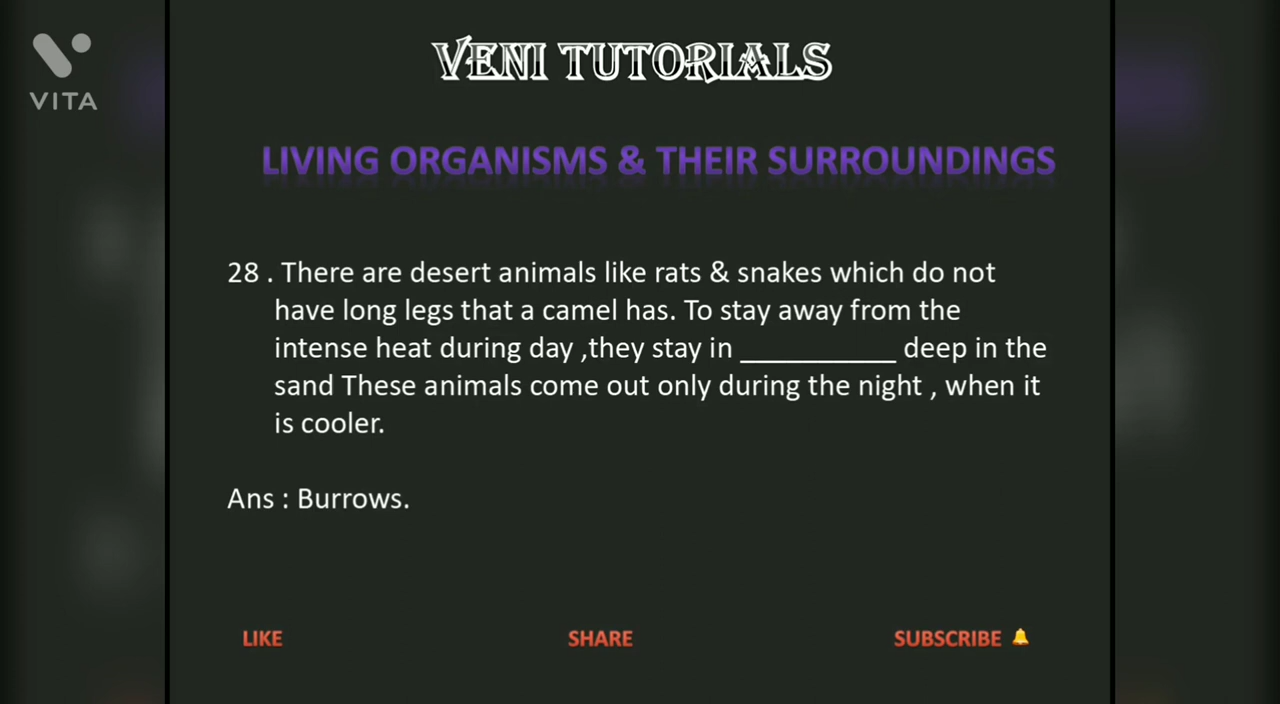 VITA
VENI TUTORIALS
LIVING ORGANISMS & THEIR SURROUNDINGS
28 . There are desert animals like rats & snakes which do not
have long legs that a camel has. To stay away from the
intense heat during day ,they stay in ___________ deep in the
sand These animals come out only during the night , when it
is cooler.
Ans : Burrows.
LIKE SHARE SUBSCRIBE 🔔